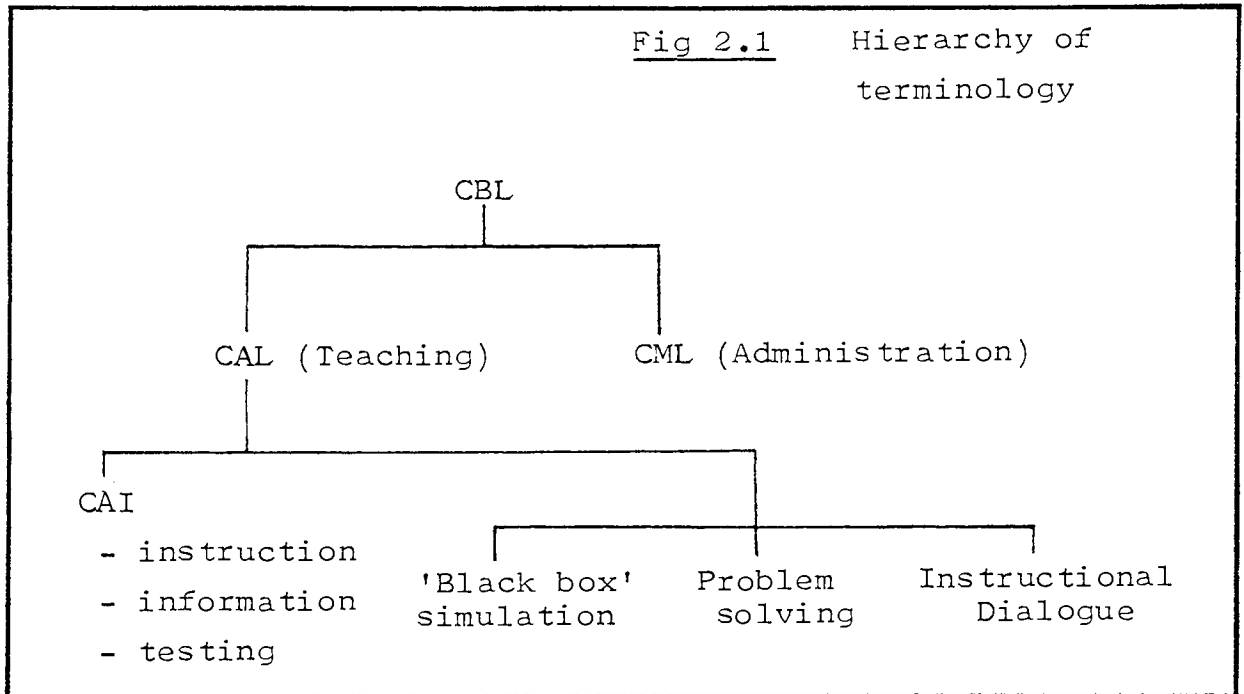 Fig 2.1 Hierarchy of
terminology
CBL
CAL (Teaching) CML (Administration)
CAI
- instruction
- information
- testing
'Black box' Problem Instructional
simulation solving Dialogue